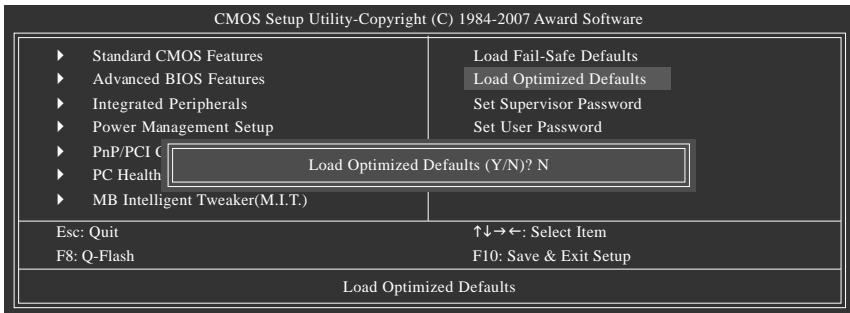 CMOS Setup Utility-Copyright (C) 1984-2007 Award Software
Standard CMOS Features
Advanced BIOS Features
Integrated Peripherals
Power Management Setup
PnP/PCI
PC Health
MB Intelligent Tweaker(M.I.T.)
Load Fail-Safe Defaults
Load Optimized Defaults
Set Supervisor Password
Set User Password
Load Optimized Defaults (Y/N)? N
Esc: Quit
↑↓→←: Select Item
F8: Q-Flash
F10: Save & Exit Setup
Load Optimized Defaults